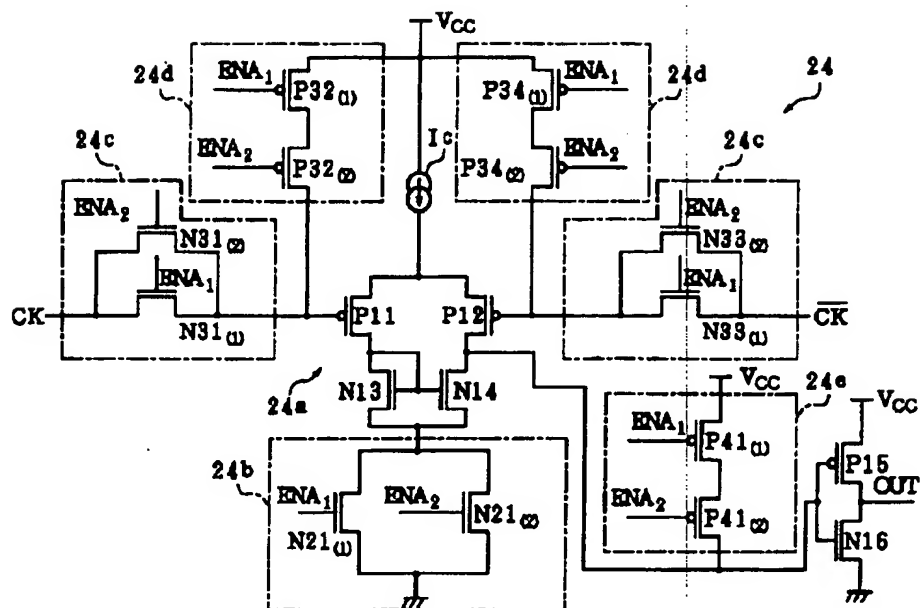 VCC
24d
ENA1
P32(1)
P34(1)
ENA1
24d
24
24c
ENA2
P32(2)
Ic
P34(2)
ENA2
24c
ENA2
N31(2)
ENA1
CK
N31(1)
P11
P12
ENA2
N33(2)
ENA1
N33(1)
CK
24a
N13
N14
VCC
24e
VCC
ENA1
P41(1)
P15
OUT
24b
ENA1
ENA2
N21(2)
N21(1)
ENA2
P41(2)
N16